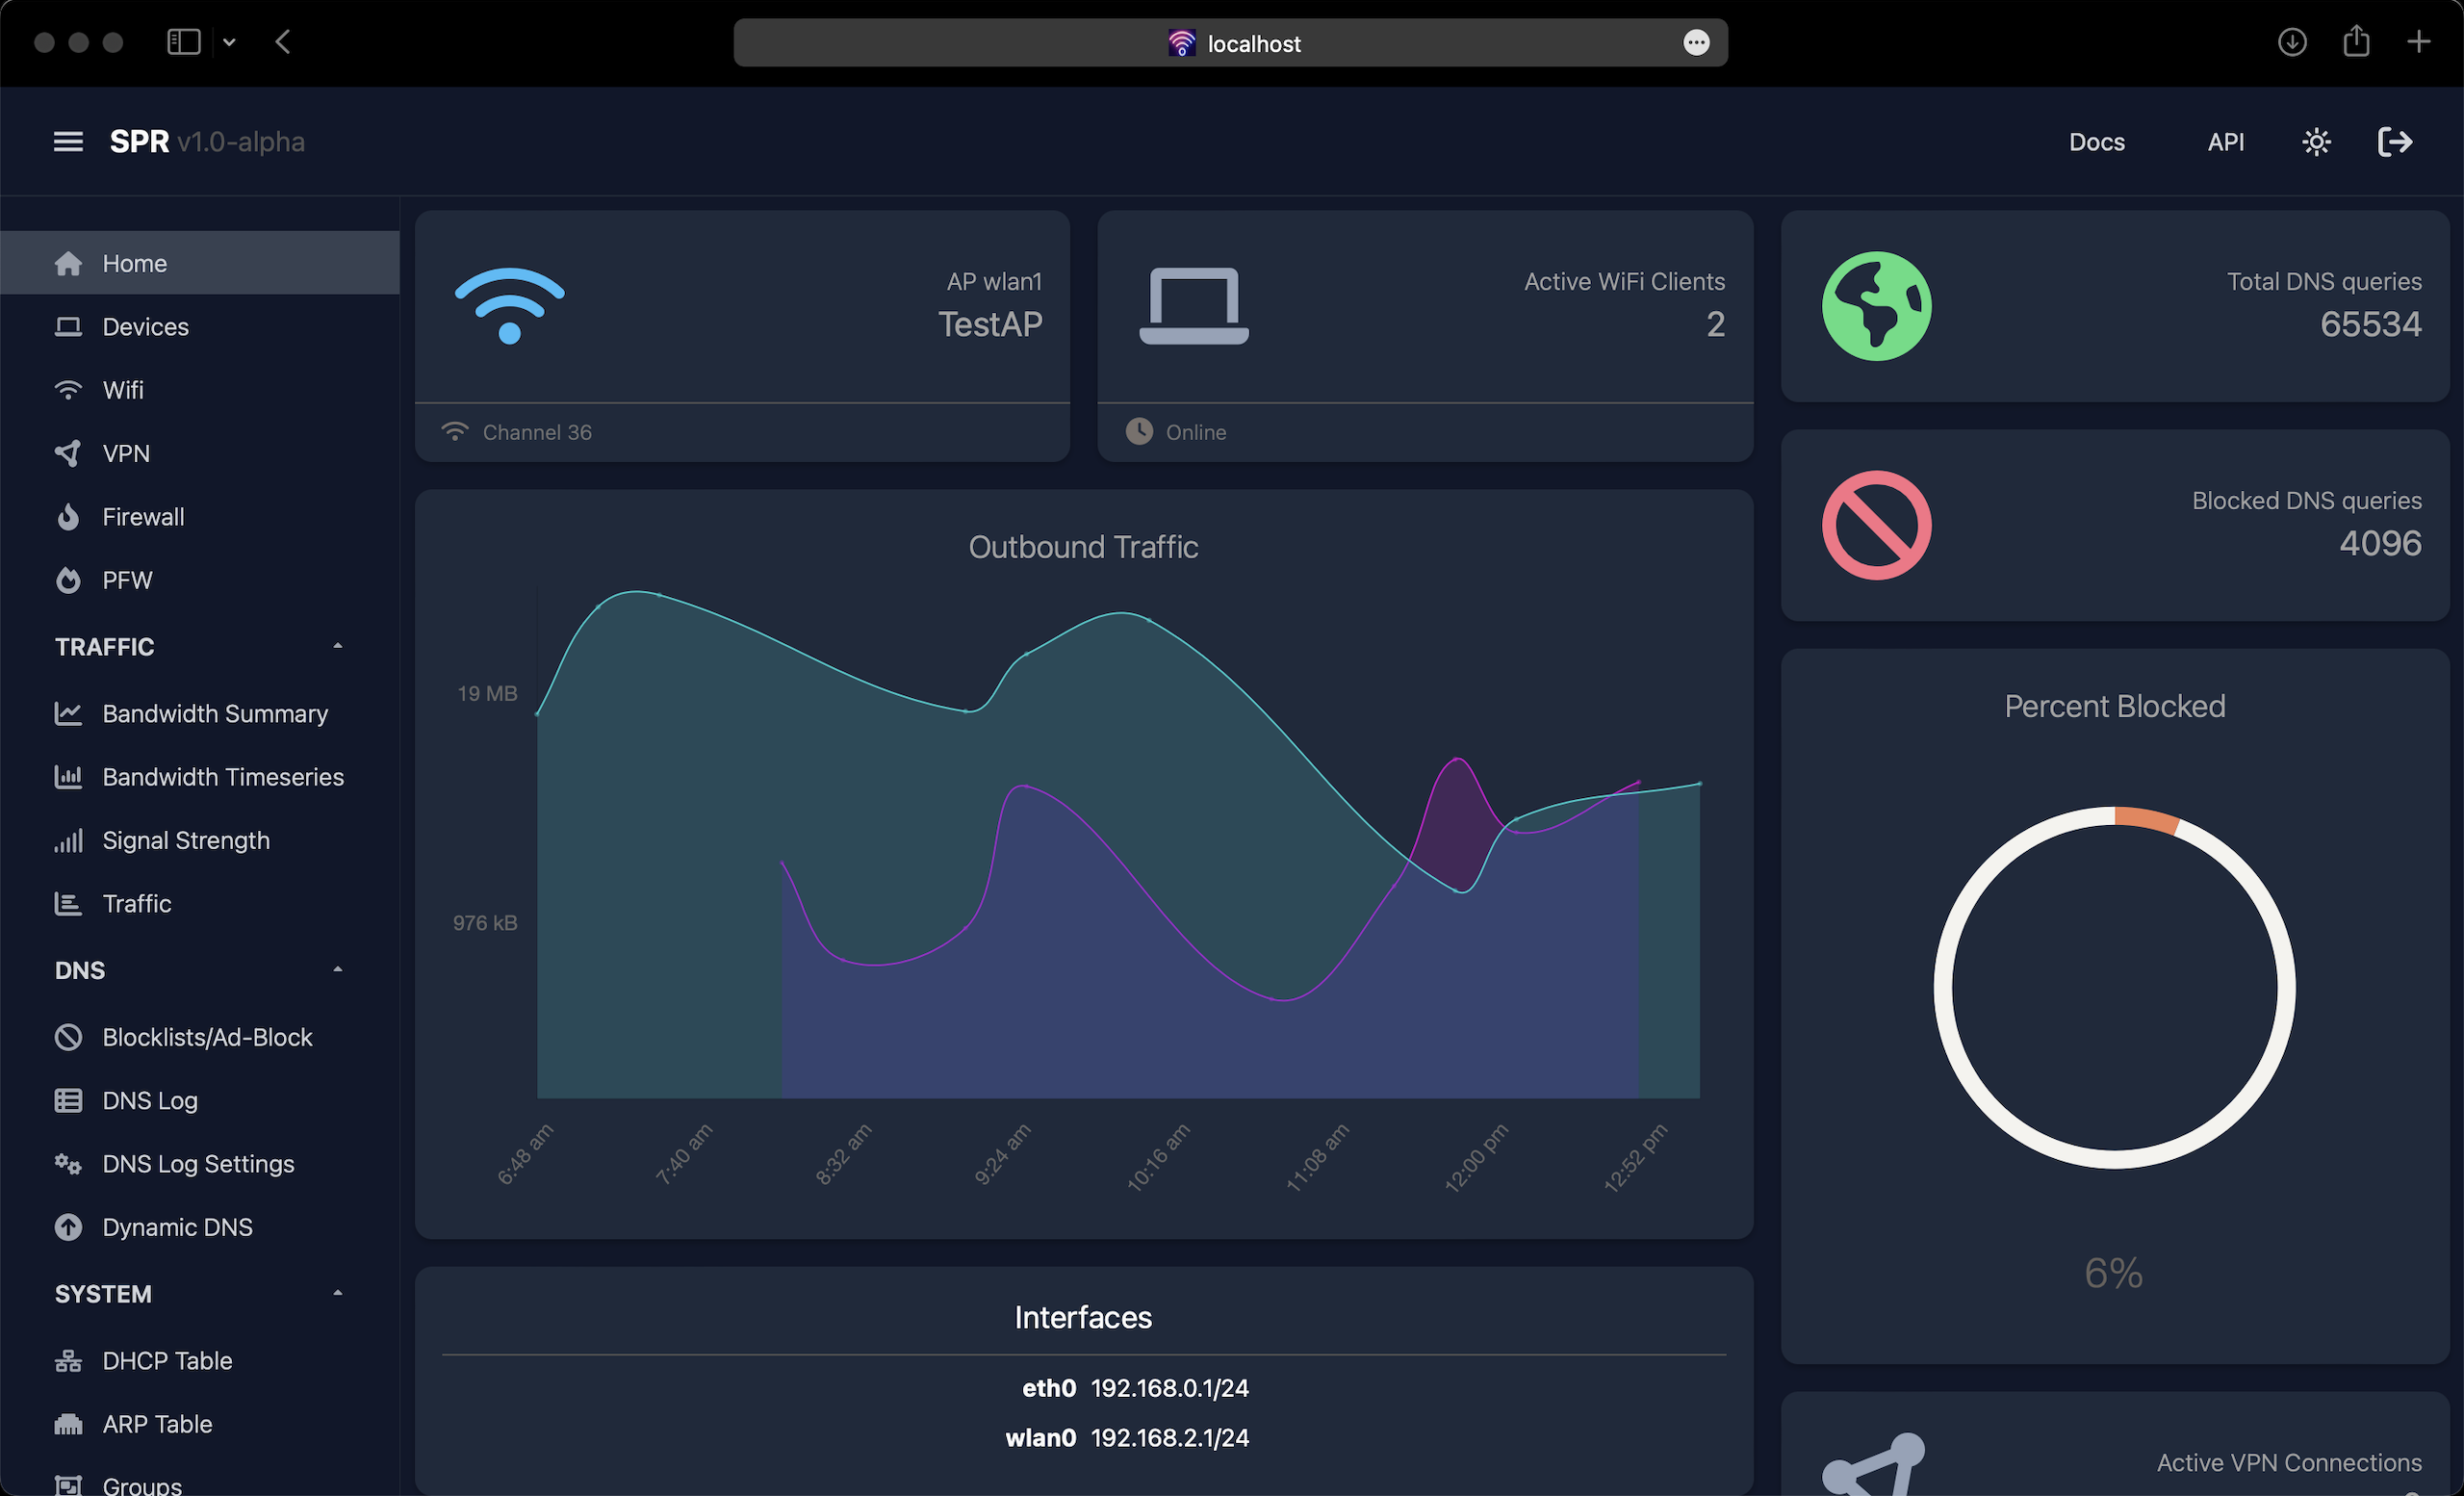 localhost
SPR v1.0-alpha
Docs
API
Home
Devices
Wifi
VPN
Firewall
PFW
TRAFFIC
Bandwidth Summary
Bandwidth Timeseries
Signal Strength
Traffic
DNS
Blocklists/Ad-Block
DNS Log
DNS Log Settings
Dynamic DNS
SYSTEM
DHCP Table
ARP Table
Groups
AP wlan1
TestAP
Channel 36
Active WiFi Clients
2
Online
Total DNS queries
65534
Blocked DNS queries
4096
Outbound Traffic
19 MB
976 kB
6:48 am
7:40 am
8:32 am
9:24 am
10:16 am
11:08 am
12:00 pm
12:52 pm
Percent Blocked
6%
Interfaces
eth0 192.168.0.1/24
wlan0 192.168.2.1/24
Active VPN Connections